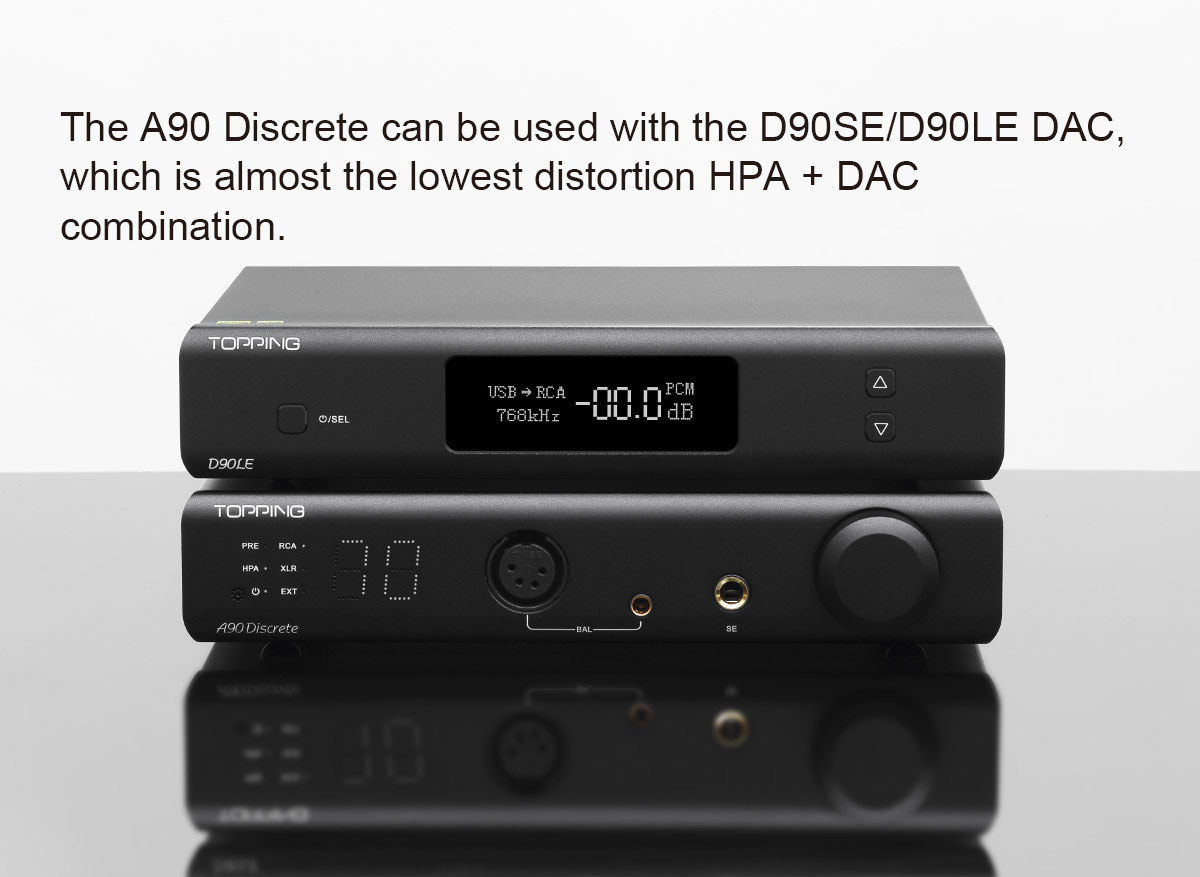 The A90 Discrete can be used with the D90SE/D90LE DAC,
which is almost the lowest distortion HPA + DAC
combination.
TOPPING
USB → RCA -00.0 PCM
768kHz dB
⏻/SEL
D90LE
TOPPING
PRE RCA
HPA XLR
⏻ EXT
BAL
SE
A90 Discrete